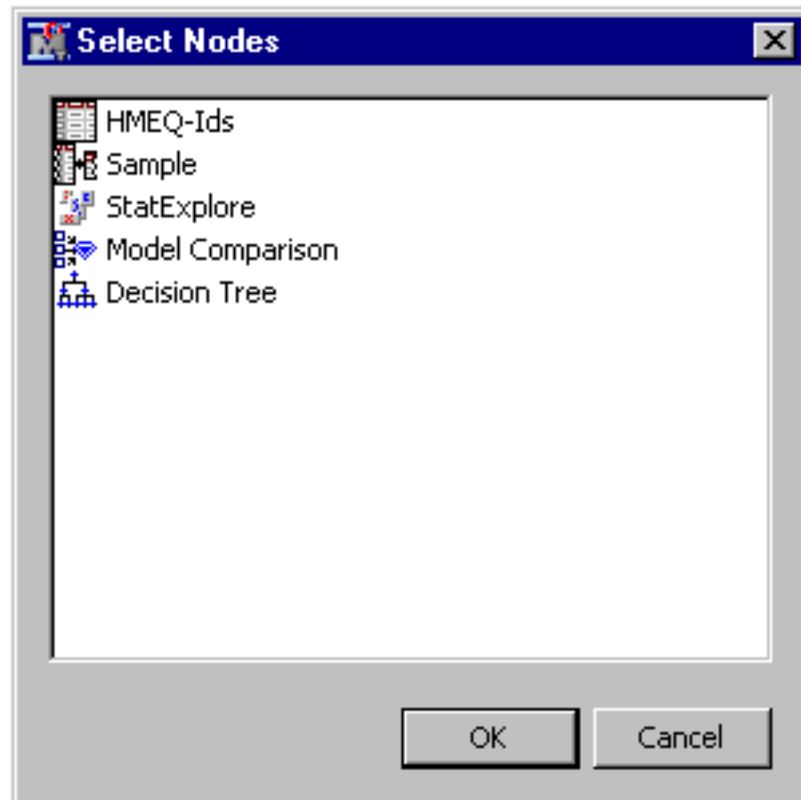 Select Nodes
HMEQ-Ids
Sample
StatExplore
Model Comparison
Decision Tree
OK Cancel